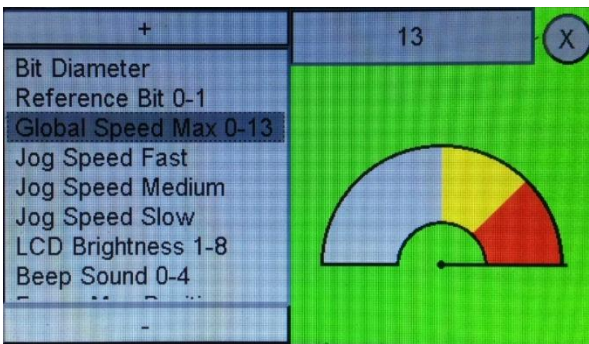 +
13
X
Bit Diameter
Reference Bit 0-1
Global Speed Max 0-13
Jog Speed Fast
Jog Speed Medium
Jog Speed Slow
LCD Brightness 1-8
Beep Sound 0-4
-